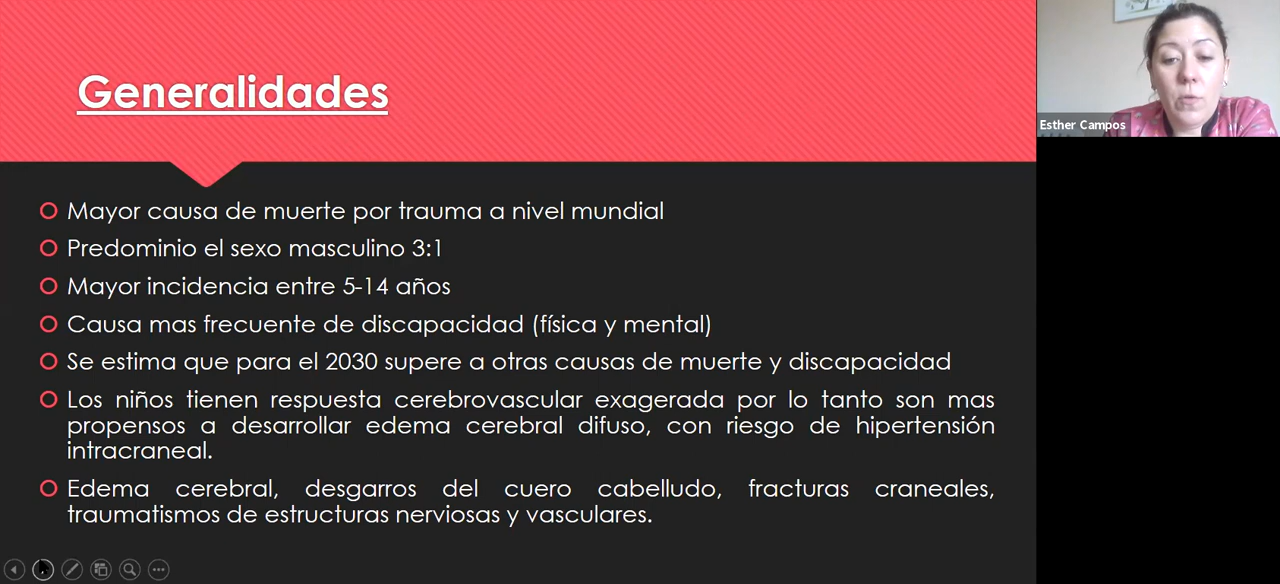 Generalidades
Esther Campos
Mayor causa de muerte por trauma a nivel mundial
Predominio el sexo masculino 3:1
Mayor incidencia entre 5-14 años
Causa mas frecuente de discapacidad (física y mental)
Se estima que para el 2030 supere a otras causas de muerte y discapacidad
Los niños tienen respuesta cerebrovascular exagerada por lo tanto son mas
propensos a desarrollar edema cerebral difuso, con riesgo de hipertensión
intracraneal.
Edema cerebral, desgarros del cuero cabelludo, fracturas craneales,
traumatismos de estructuras nerviosas y vasculares.